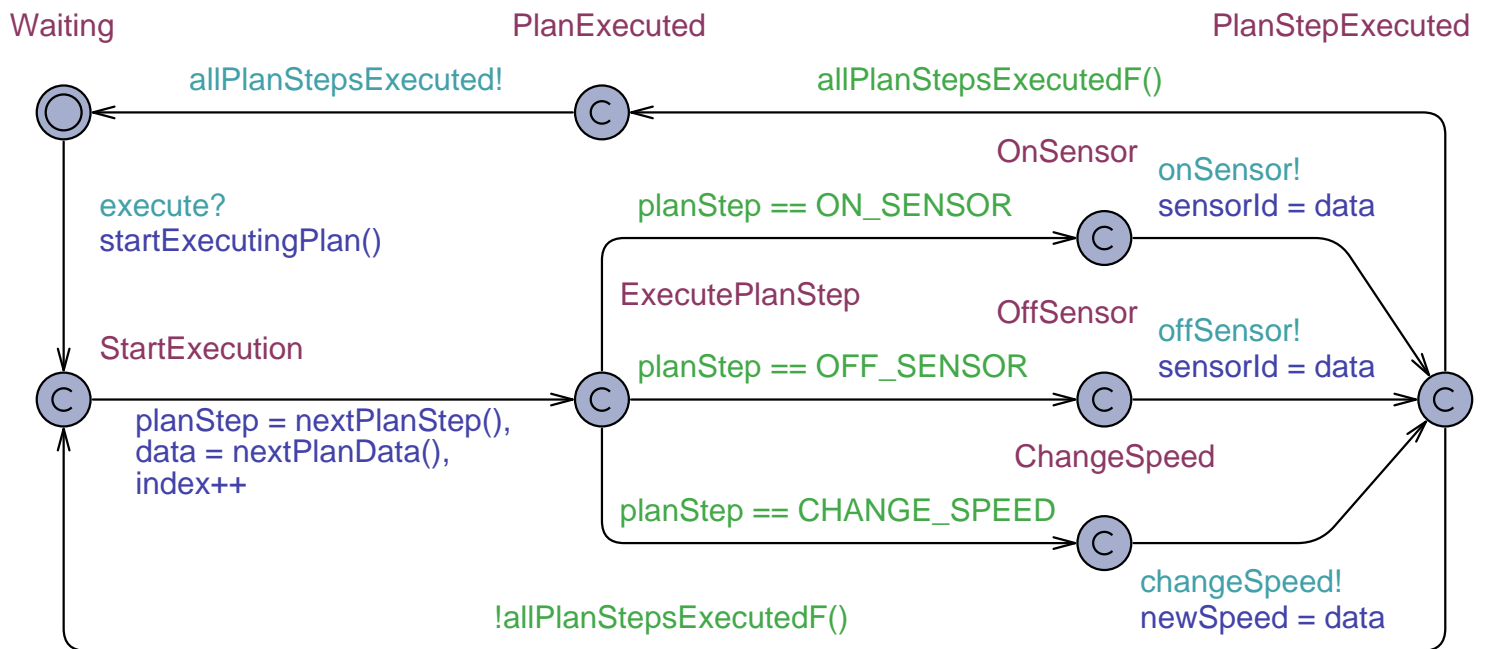 Waiting
PlanExecuted
PlanStepExecuted
allPlanStepsExecuted!
allPlanStepsExecutedF()
C
OnSensor
onSensor!
sensorId = data
execute?
startExecutingPlan()
planStep == ON_SENSOR
C
ExecutePlanStep
OffSensor
offSensor!
sensorId = data
StartExecution
planStep == OFF_SENSOR
C
C
C
C
planStep = nextPlanStep(),
data = nextPlanData(),
index++
ChangeSpeed
planStep == CHANGE_SPEED
C
changeSpeed!
newSpeed = data
!allPlanStepsExecutedF()